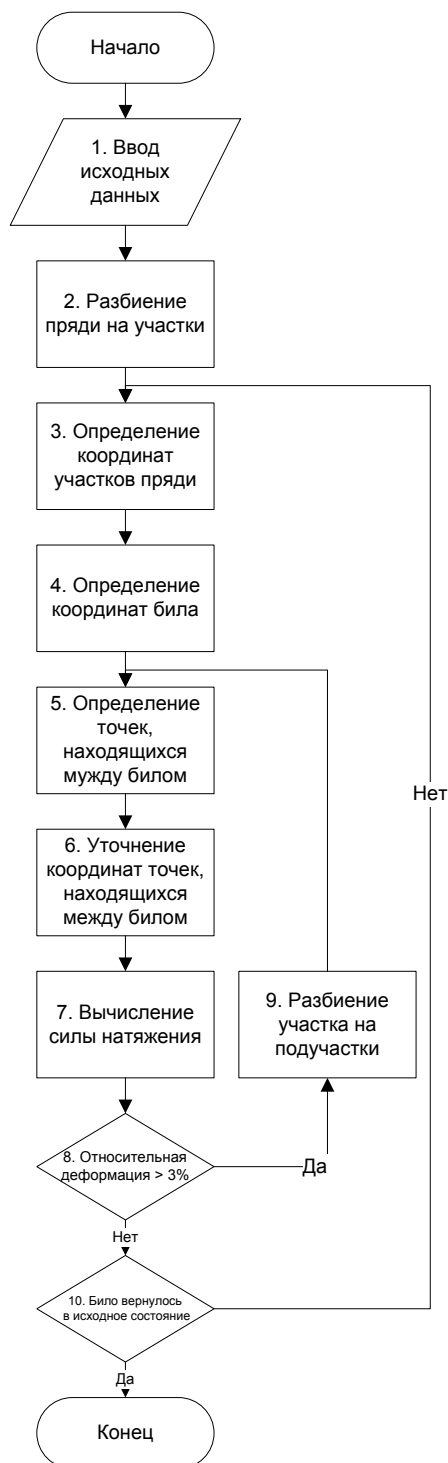 Начало
1. Ввод
исходных
данных
2. Разбиение
пряди на участки
3. Определение
координат
участков пряди
4. Определение
координат била
5. Определение
точек,
находящихся
мужду билом
Нет
6. Уточнение
координат точек,
находящихся
между билом
7. Вычисление
силы натяжения
9. Разбиение
участка на
подучастки
8. Относительная
деформация > 3%
Да
Нет
10. Било вернулось
в исходное состояние
Да
Конец